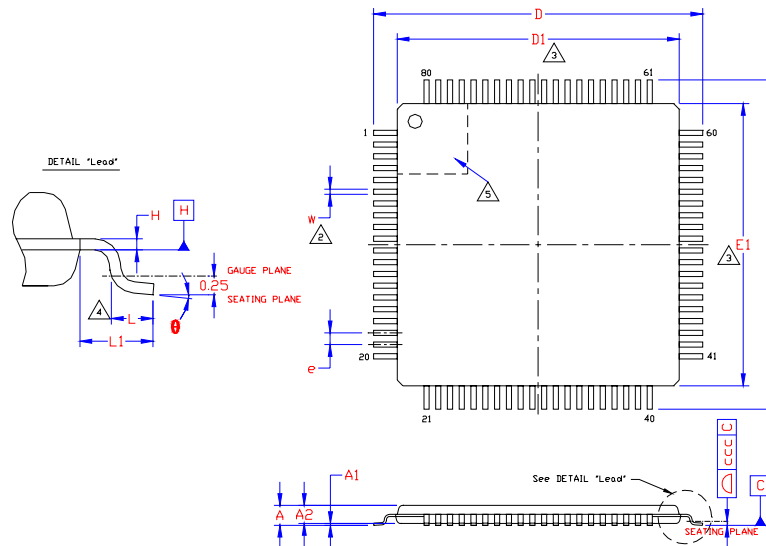 D
D1
3
80
61
1
60
DETAIL "Lead"
5
w
2
H
H
E1
3
GAUGE PLANE
0.25
SEATING PLANE
4
L
θ
L1
e
20
41
21
40
A1
See DETAIL "Lead"
C
ccc
C
A
A2
SEATING PLANE